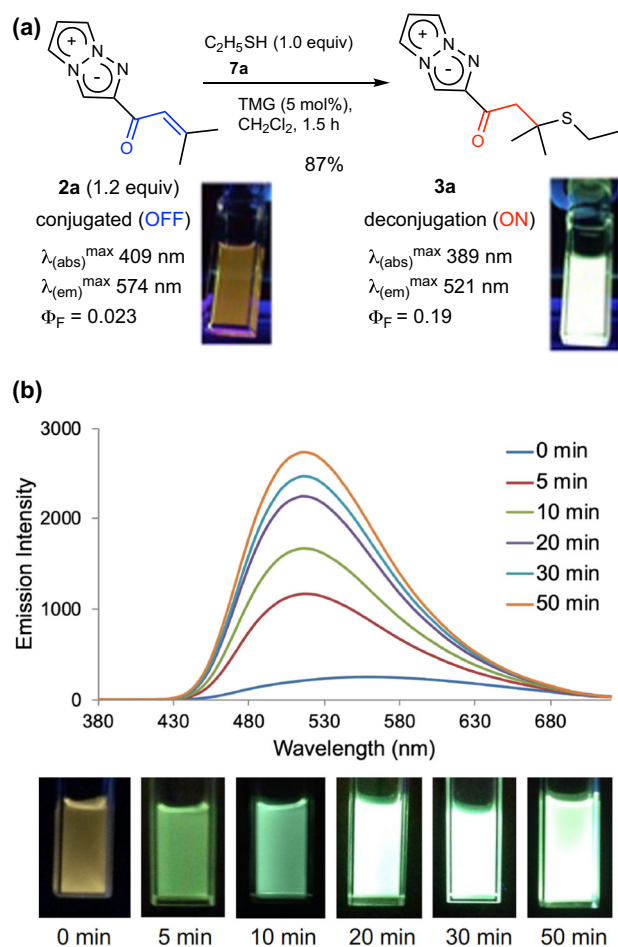 (a)
C₂H₅SH (1.0 equiv)
7a
TMG (5 mol%),
CH₂Cl₂, 1.5 h
87%
+
-
N
N
N
O
+
-
N
N
N
O
S
2a (1.2 equiv)
conjugated (OFF)
λ(abs)ᵐᵃˣ 409 nm
λ(em)ᵐᵃˣ 574 nm
Φ_F = 0.023
3a
deconjugation (ON)
λ(abs)ᵐᵃˣ 389 nm
λ(em)ᵐᵃˣ 521 nm
Φ_F = 0.19
(b)
Emission Intensity
3000
2000
1000
0
380 430 480 530 580 630 680
Wavelength (nm)
0 min
5 min
10 min
20 min
30 min
50 min
0 min 5 min 10 min 20 min 30 min 50 min